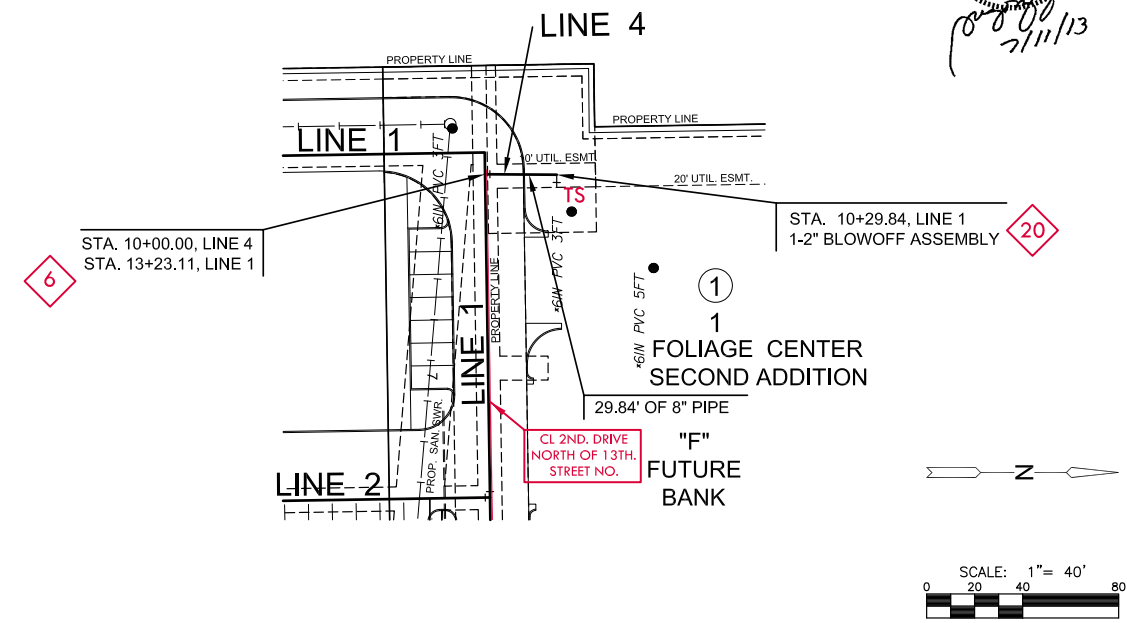 LINE 4
7/11/13
PROPERTY LINE
PROPERTY LINE
LINE 1
*6IN PVC 3FT
10' UTIL. ESMT.
20' UTIL. ESMT.
TS
STA. 10+00.00, LINE 4
STA. 13+23.11, LINE 1
6
STA. 10+29.84, LINE 1
1-2" BLOWOFF ASSEMBLY
20
PROPERTY LINE
*6IN PVC 3FT
*6IN PVC 5FT
1
1
FOLIAGE CENTER
SECOND ADDITION
LINE 1
29.84' OF 8" PIPE
CL 2ND. DRIVE
NORTH OF 13TH.
STREET NO.
"F"
FUTURE
BANK
PROP. SAN. SWR.
LINE 2
N
SCALE: 1"= 40'
0 20 40 80